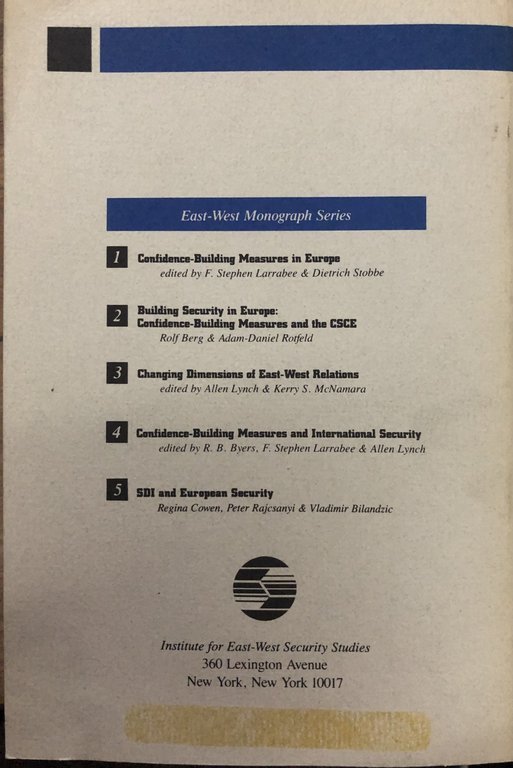 East-West Monograph Series
1 Confidence-Building Measures in Europe
edited by F. Stephen Larrabee & Dietrich Stobbe
2 Building Security in Europe:
Confidence-Building Measures and the CSCE
Rolf Berg & Adam-Daniel Rotfeld
3 Changing Dimensions of East-West Relations
edited by Allen Lynch & Kerry S. McNamara
4 Confidence-Building Measures and International Security
edited by R. B. Byers, F. Stephen Larrabee & Allen Lynch
5 SDI and European Security
Regina Cowen, Peter Rajcsanyi & Vladimir Bilandzic
Institute for East-West Security Studies
360 Lexington Avenue
New York, New York 10017